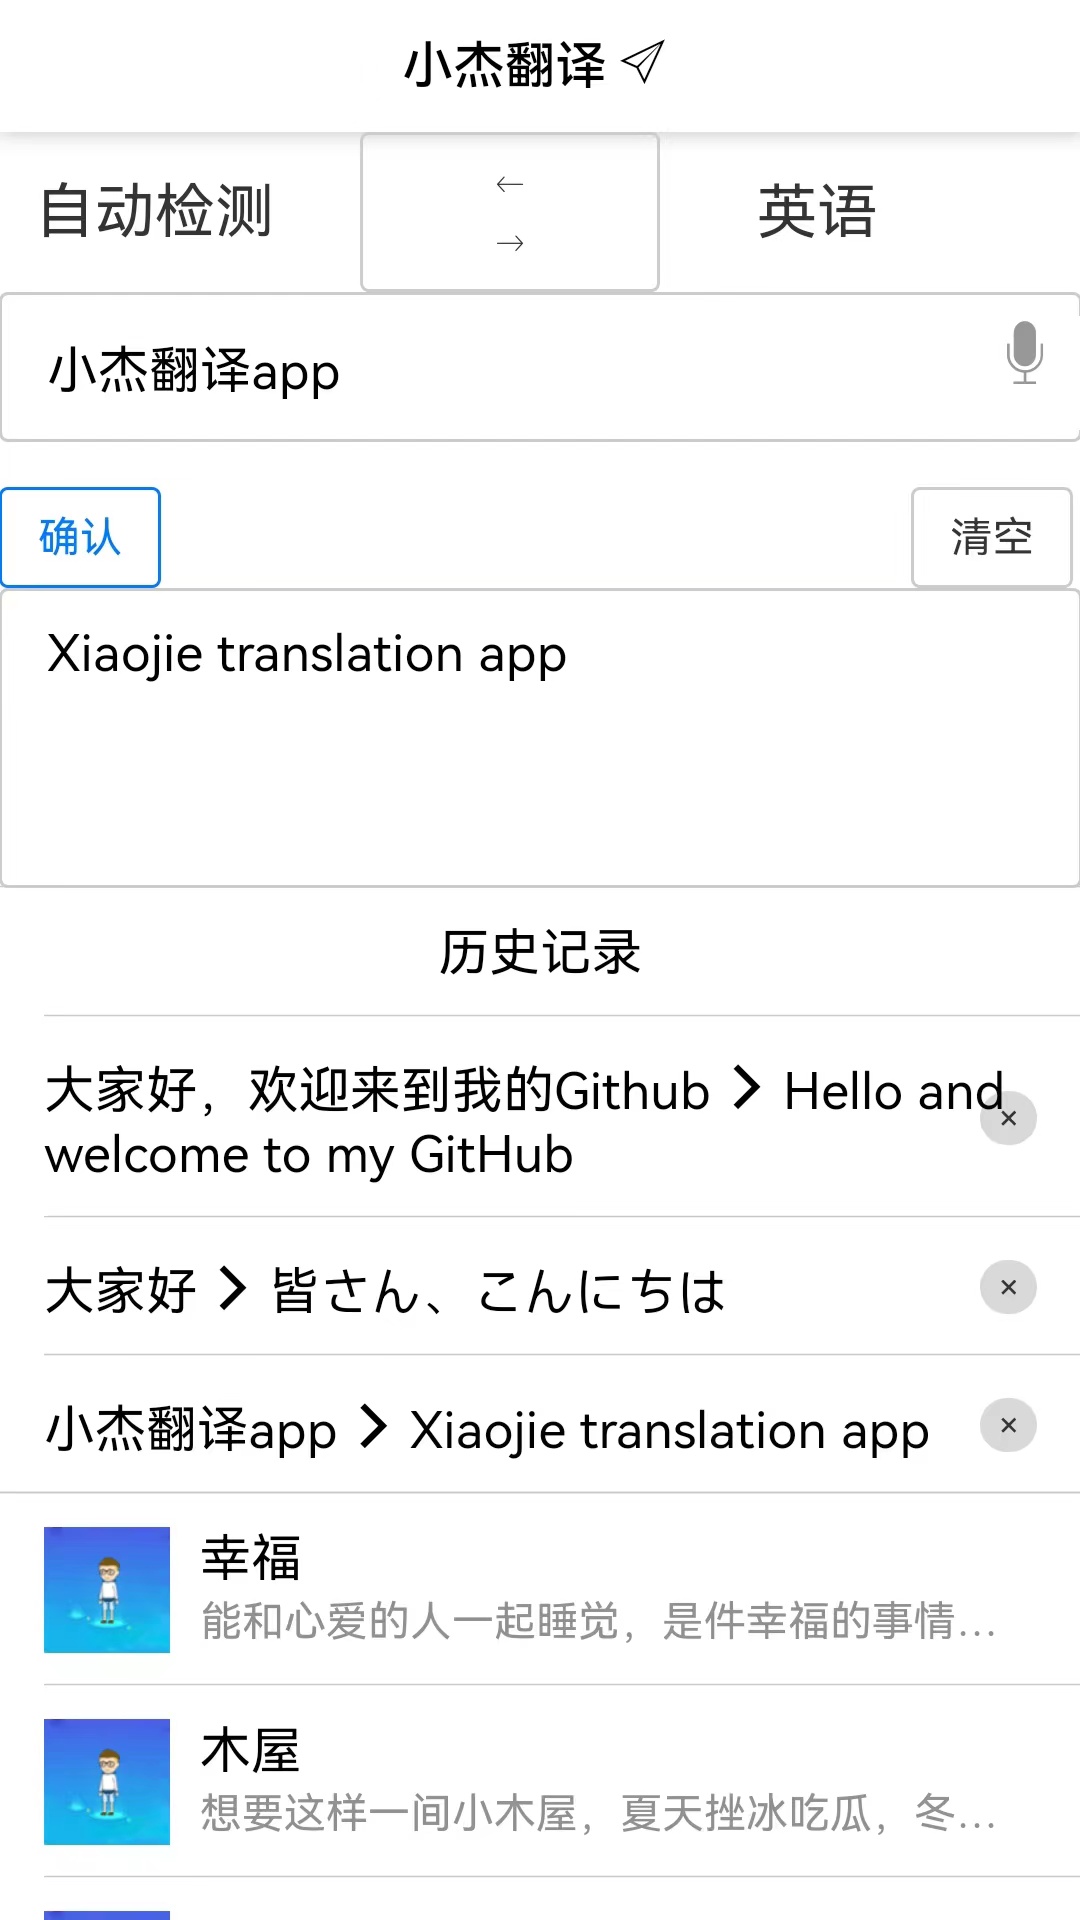 小杰翻译
自动检测
英语
小杰翻译app
确认
清空
Xiaojie translation app
历史记录
大家好，欢迎来到我的Github > Hello and
welcome to my GitHub
大家好 > 皆さん、こんにちは
小杰翻译app > Xiaojie translation app
幸福
能和心爱的人一起睡觉，是件幸福的事情...
木屋
想要这样一间小木屋，夏天挫冰吃瓜，冬...